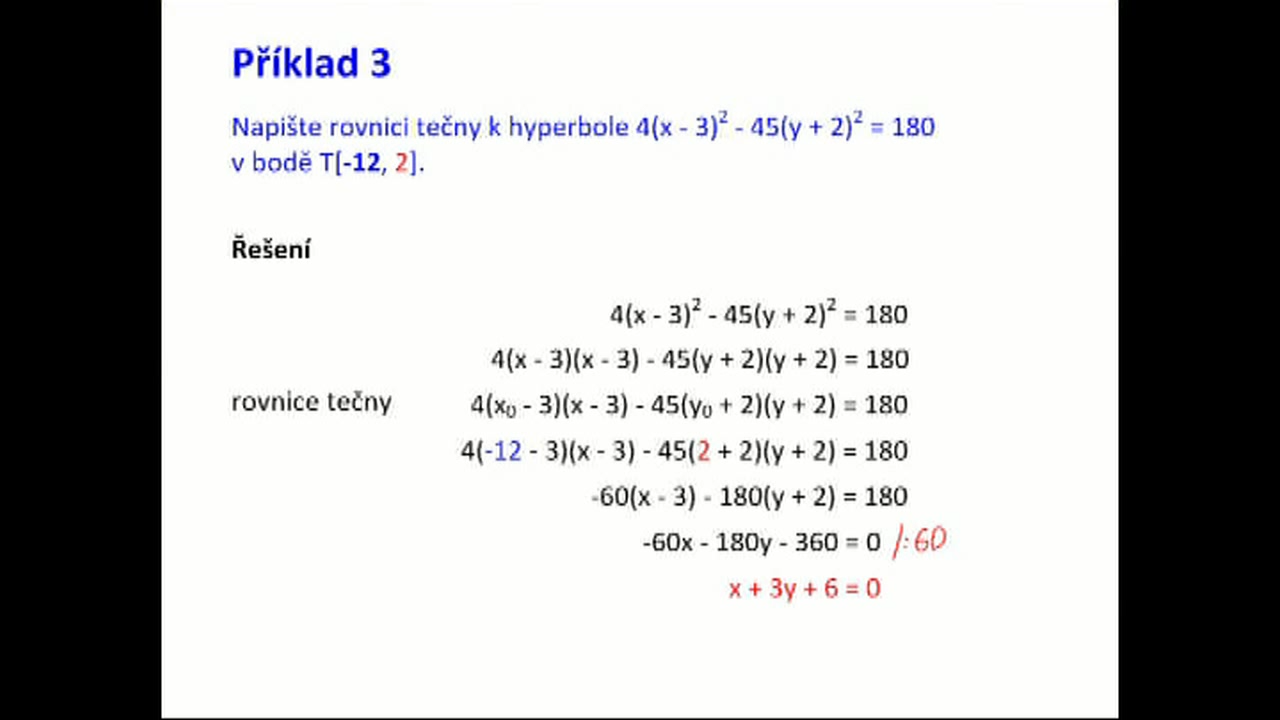 Příklad 3
Napište rovnici tečny k hyperbole 4(x - 3)² - 45(y + 2)² = 180
v bodě T[-12, 2].
Řešení
4(x - 3)² - 45(y + 2)² = 180
4(x - 3)(x - 3) - 45(y + 2)(y + 2) = 180
rovnice tečny 4(x₀ - 3)(x - 3) - 45(y₀ + 2)(y + 2) = 180
4(-12 - 3)(x - 3) - 45(2 + 2)(y + 2) = 180
-60(x - 3) - 180(y + 2) = 180
-60x - 180y - 360 = 0 /:60
x + 3y + 6 = 0